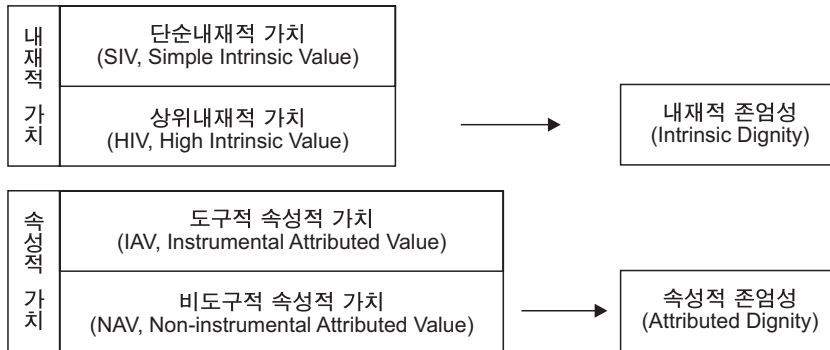 내재적 가치
단순내재적 가치
(SIV, Simple Intrinsic Value)
상위내재적 가치
(HIV, High Intrinsic Value)
내재적 존엄성
(Intrinsic Dignity)
속성적 가치
도구적 속성적 가치
(IAV, Instrumental Attributed Value)
비도구적 속성적 가치
(NAV, Non-instrumental Attributed Value)
속성적 존엄성
(Attributed Dignity)